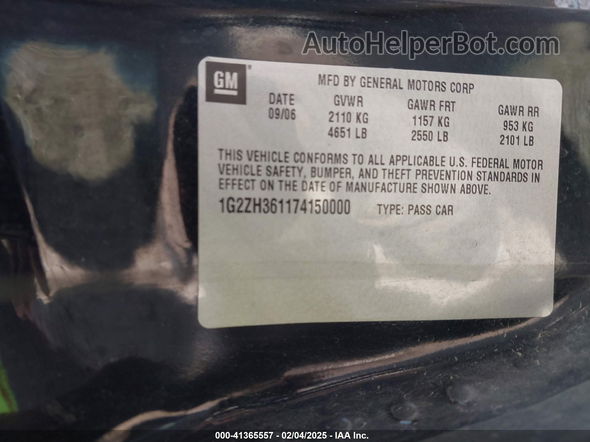 AutoHelperBot.com
GM
MFD BY GENERAL MOTORS CORP
DATE GVWR GAWR FRT GAWR RR
09/06 2110 KG 1157 KG 953 KG
4651 LB 2550 LB 2101 LB
THIS VEHICLE CONFORMS TO ALL APPLICABLE U.S. FEDERAL MOTOR
VEHICLE SAFETY, BUMPER, AND THEFT PREVENTION STANDARDS IN
EFFECT ON THE DATE OF MANUFACTURE SHOWN ABOVE.
1G2ZH361174150000 TYPE: PASS CAR
000-41365557 - 02/04/2025 - IAA Inc.